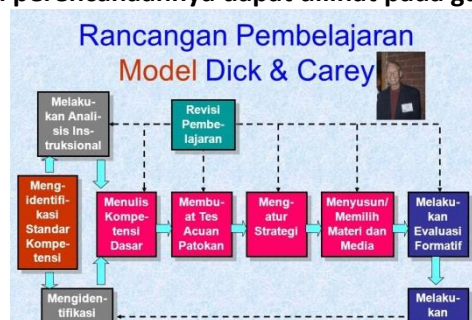 Rancangan Pembelajaran
Model Dick & Carey
Melaku-
kan Anali-
sis Ins-
truksional
Revisi
Pembe-
lajaran
Meng-
identifi-
kasi
Standar
Kompe-
tensi
Menulis
Kompe-
tensi
Dasar
Membu-
at Tes
Acuan
Patokan
Meng-
atur
Strategi
Menyusun/
Memilih
Materi dan
Media
Melaku-
kan
Evaluasi
Formatif
Mengiden-
tifikasi
Melaku-
kan